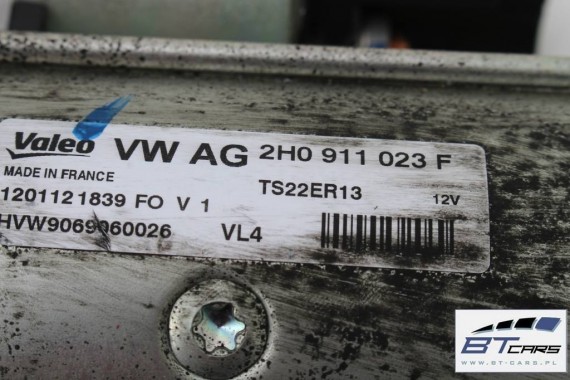 Valeo VW AG 2H0 911 023 F
MADE IN FRANCE TS22ER13 12V
1201121839 FO V 1
HVW9069060026 VL4
BT CARS
WWW.BT-CARS.PL